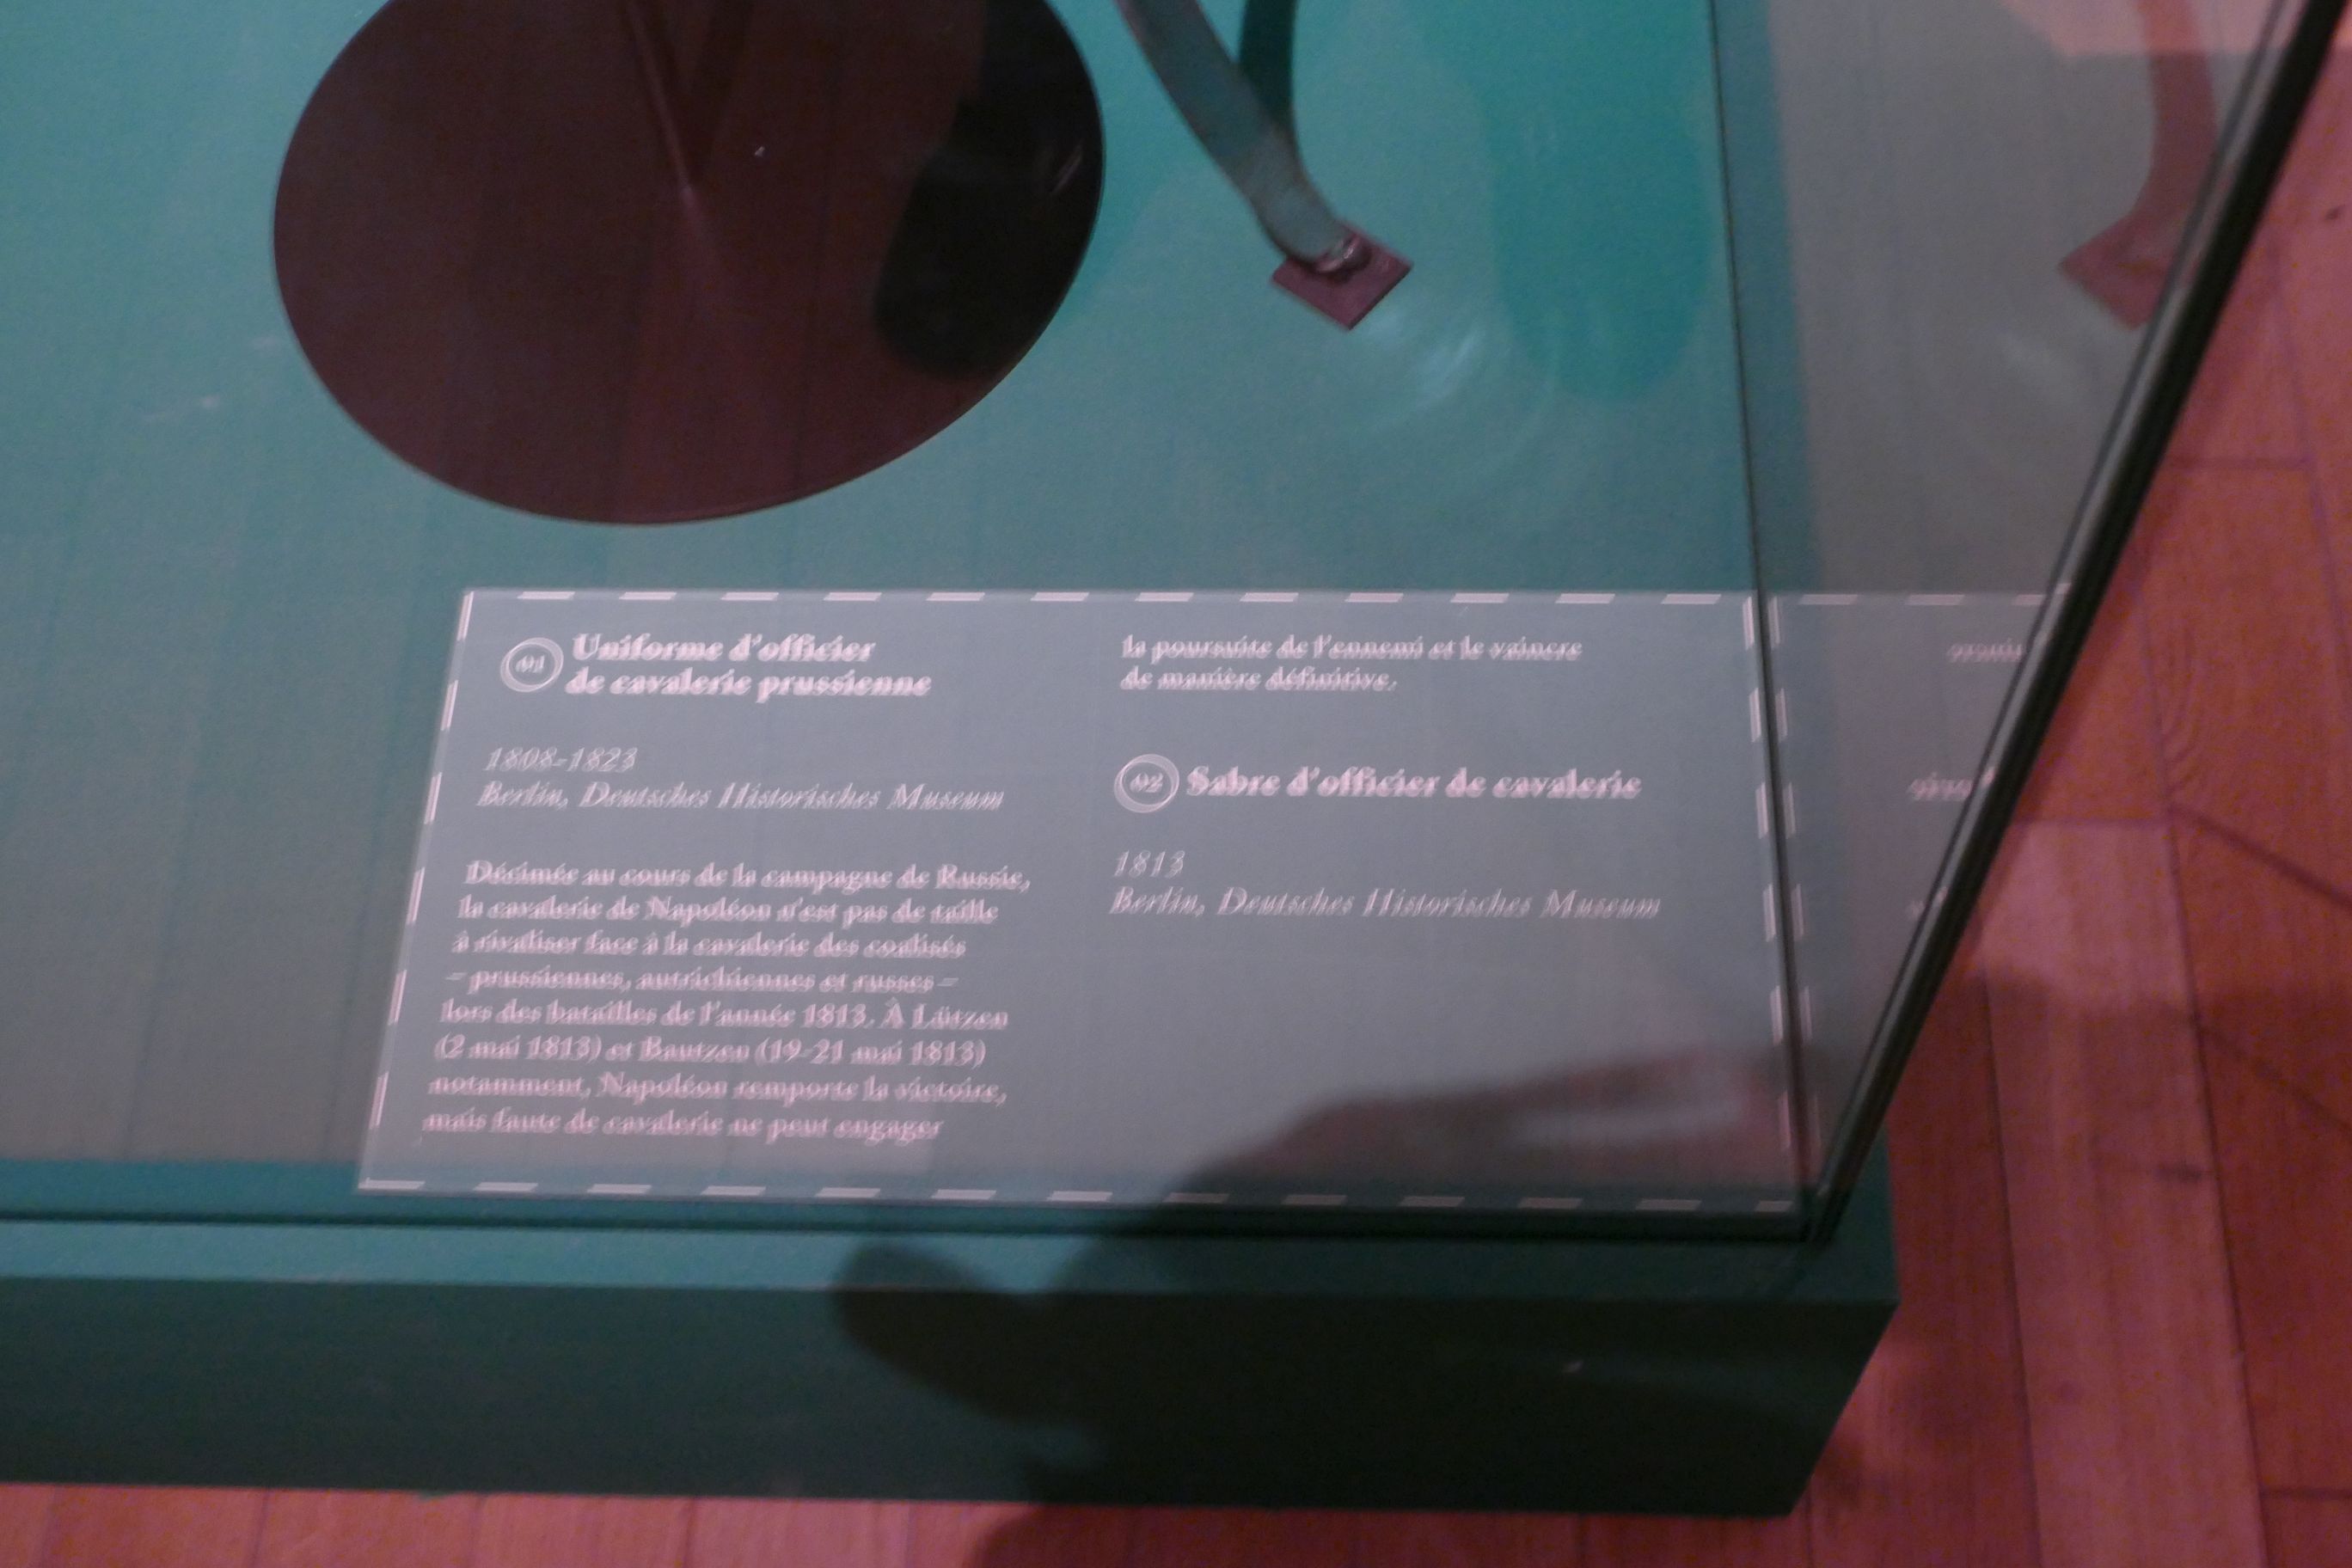 01 Uniforme d'officier
de cavalerie prussienne
1808-1823
Berlin, Deutsches Historisches Museum
Décimée au cours de la campagne de Russie,
la cavalerie de Napoléon n'est pas de taille
à rivaliser face à la cavalerie des coalisés
– prussiennes, autrichiennes et russes –
lors des batailles de l'année 1813. À Lützen
(2 mai 1813) et Bautzen (19-21 mai 1813)
notamment, Napoléon remporte la victoire,
mais faute de cavalerie ne peut engager
la poursuite de l'ennemi et le vaincre
de manière définitive.
02 Sabre d'officier de cavalerie
1813
Berlin, Deutsches Historisches Museum